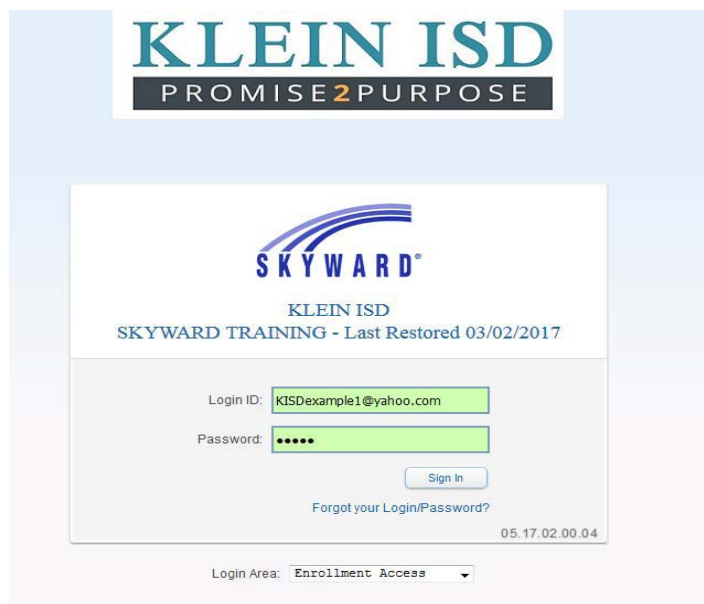 KLEIN ISD
PROMISE2PURPOSE
SKYWARD®
KLEIN ISD
SKYWARD TRAINING - Last Restored 03/02/2017
Login ID: KISDexample1@yahoo.com
Password: •••••
Sign In
Forgot your Login/Password?
05.17.02.00.04
Login Area: Enrollment Access